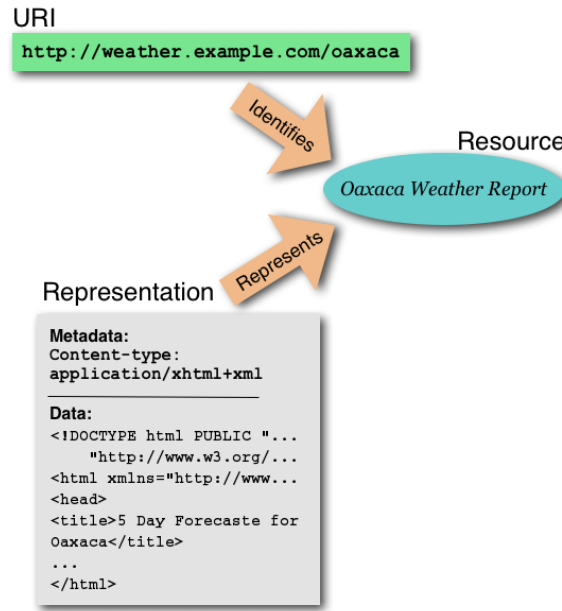 URI
http://weather.example.com/oaxaca
Identifies
Resource
Oaxaca Weather Report
Represents
Representation
Metadata:
Content-type:
application/xhtml+xml
Data:
<!DOCTYPE html PUBLIC "...
"http://www.w3.org/...
<html xmlns="http://www...
<head>
<title>5 Day Forecaste for
Oaxaca</title>
...
</html>